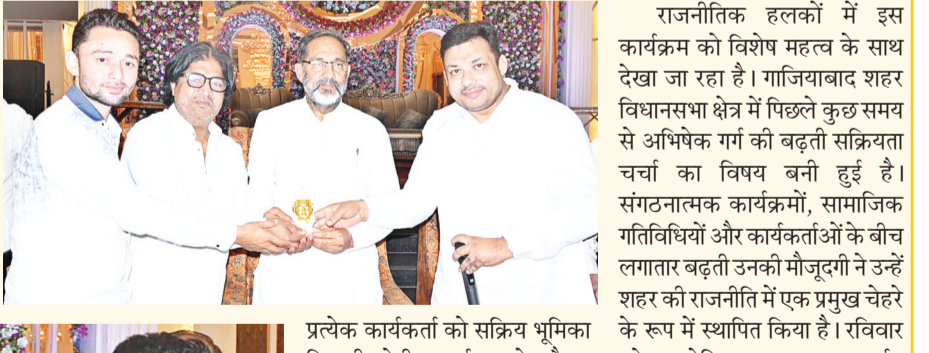 राजनीतिक हलकों में इस
कार्यक्रम को विशेष महत्व के साथ
देखा जा रहा है। गाजियाबाद शहर
विधानसभा क्षेत्र में पिछले कुछ समय
से अभिषेक गर्ग की बढ़ती सक्रियता
चर्चा का विषय बनी हुई है।
संगठनात्मक कार्यक्रमों, सामाजिक
गतिविधियों और कार्यकर्ताओं के बीच
लगातार बढ़ती उनकी मौजूदगी ने उन्हें
शहर की राजनीति में एक प्रमुख चेहरे
के रूप में स्थापित किया है। रविवार
प्रत्येक कार्यकर्ता को सक्रिय भूमिका